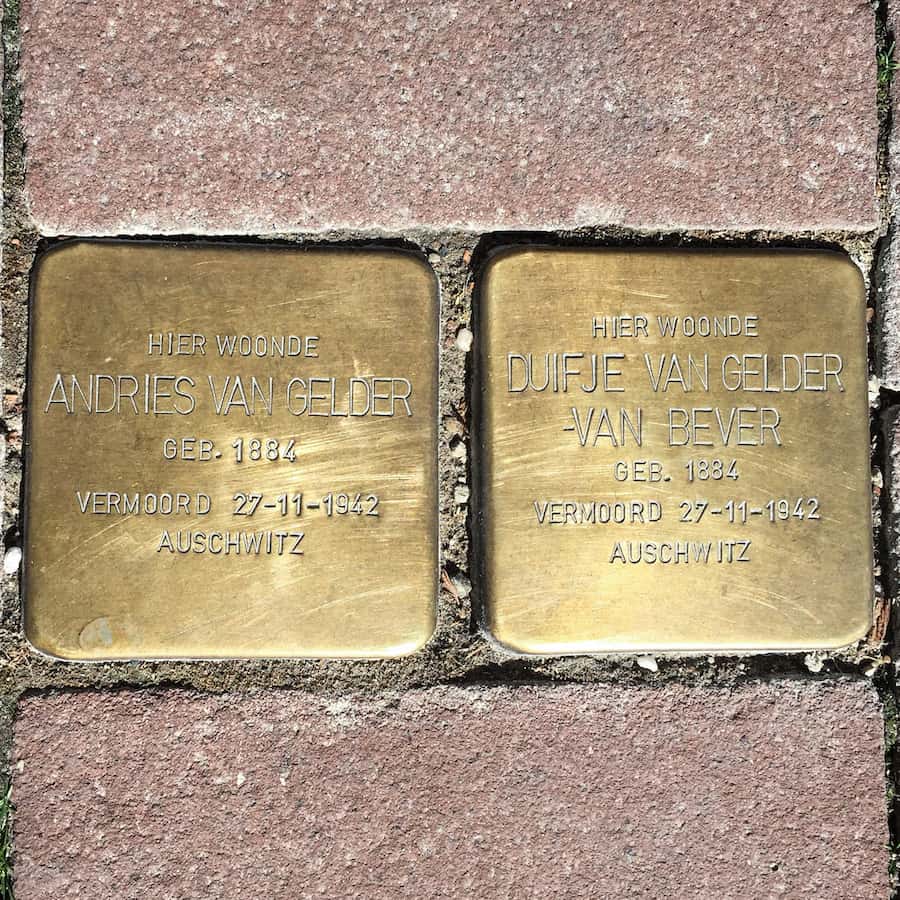 HIER WOONDE
ANDRIES VAN GELDER
GEB. 1884
VERMOORD 27-11-1942
AUSCHWITZ
HIER WOONDE
DUIFJE VAN GELDER
-VAN BEVER
GEB. 1884
VERMOORD 27-11-1942
AUSCHWITZ